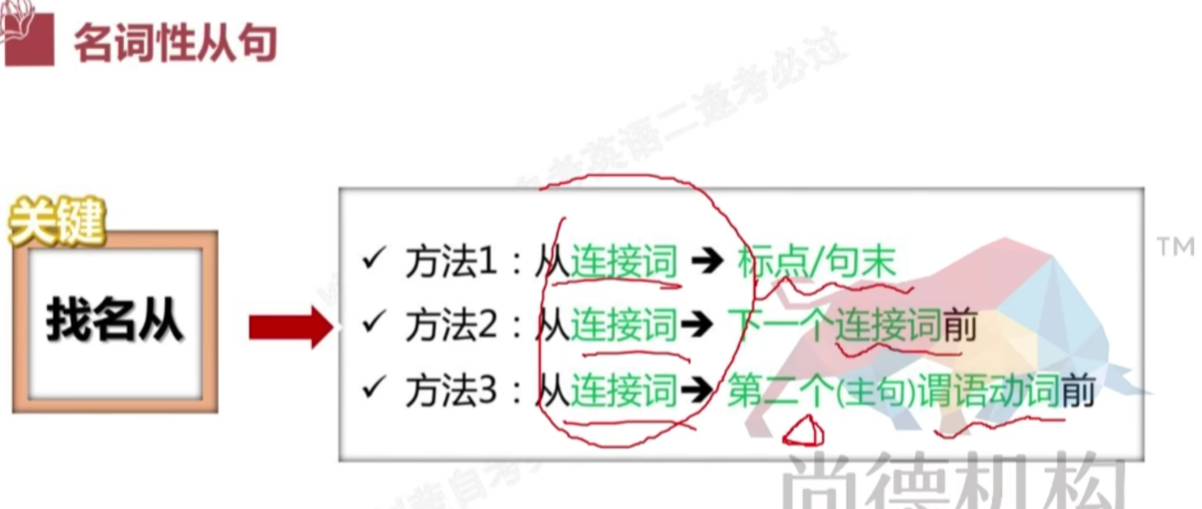 名词性从句
自考英语二逢考必过
关键
找名从
✓ 方法1：从连接词 ➔ 标点/句末
✓ 方法2：从连接词➔ 下一个连接词前
✓ 方法3：从连接词➔ 第二个(主句)谓语动词前
TM
尚德机构